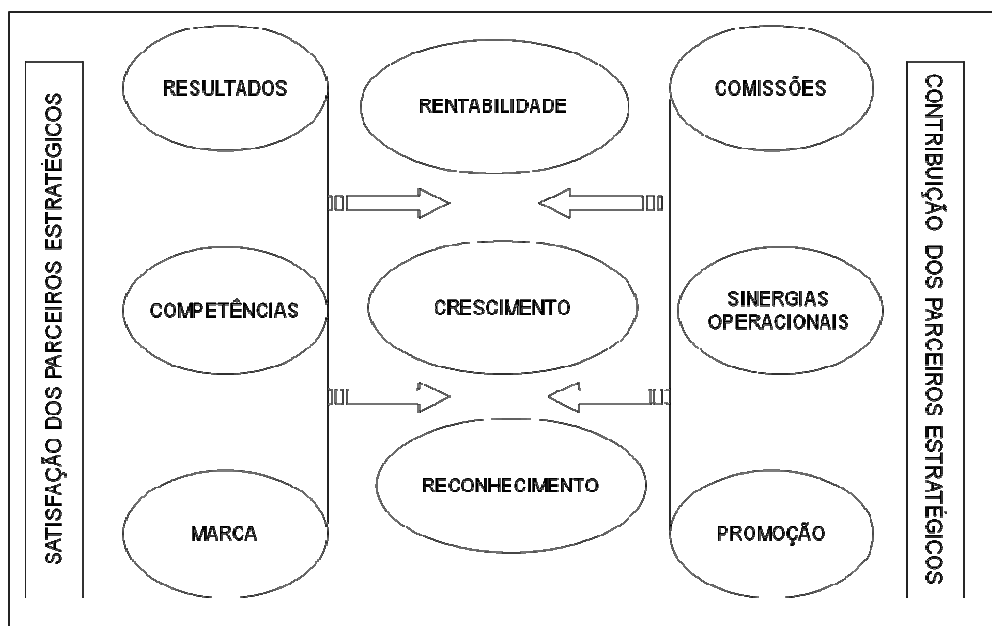 SATISFAÇÃO DOS PARCEIROS ESTRATÉGICOS
RESULTADOS
COMPETÊNCIAS
MARCA
RENTABILIDADE
CRESCIMENTO
RECONHECIMENTO
COMISSÕES
SINERGIAS
OPERACIONAIS
PROMOÇÃO
CONTRIBUIÇÃO DOS PARCEIROS ESTRATÉGICOS